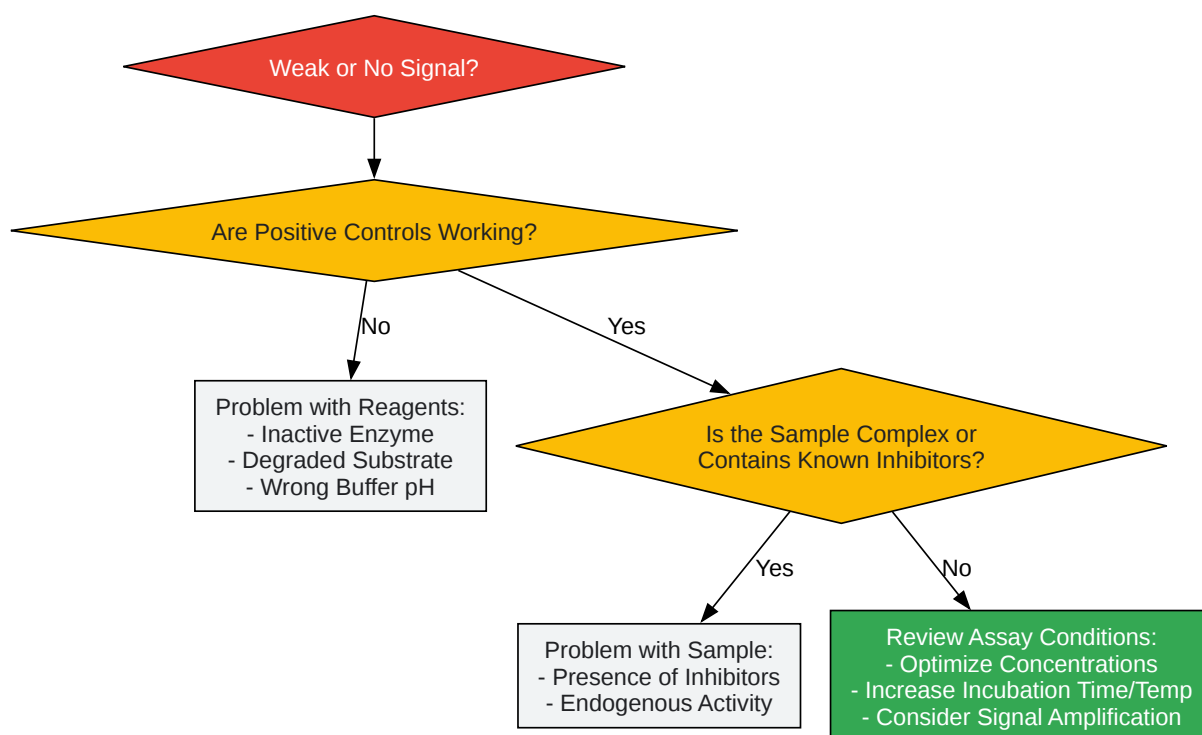 Weak or No Signal?
Are Positive Controls Working?
No
Yes
Problem with Reagents:
- Inactive Enzyme
- Degraded Substrate
- Wrong Buffer pH
Is the Sample Complex or
Contains Known Inhibitors?
Yes
No
Problem with Sample:
- Presence of Inhibitors
- Endogenous Activity
Review Assay Conditions:
- Optimize Concentrations
- Increase Incubation Time/Temp
- Consider Signal Amplification